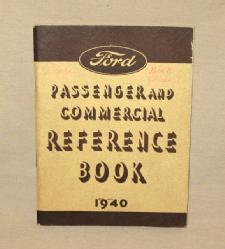 Ford
PASSENGER AND
COMMERCIAL
REFERENCE
BOOK
1940